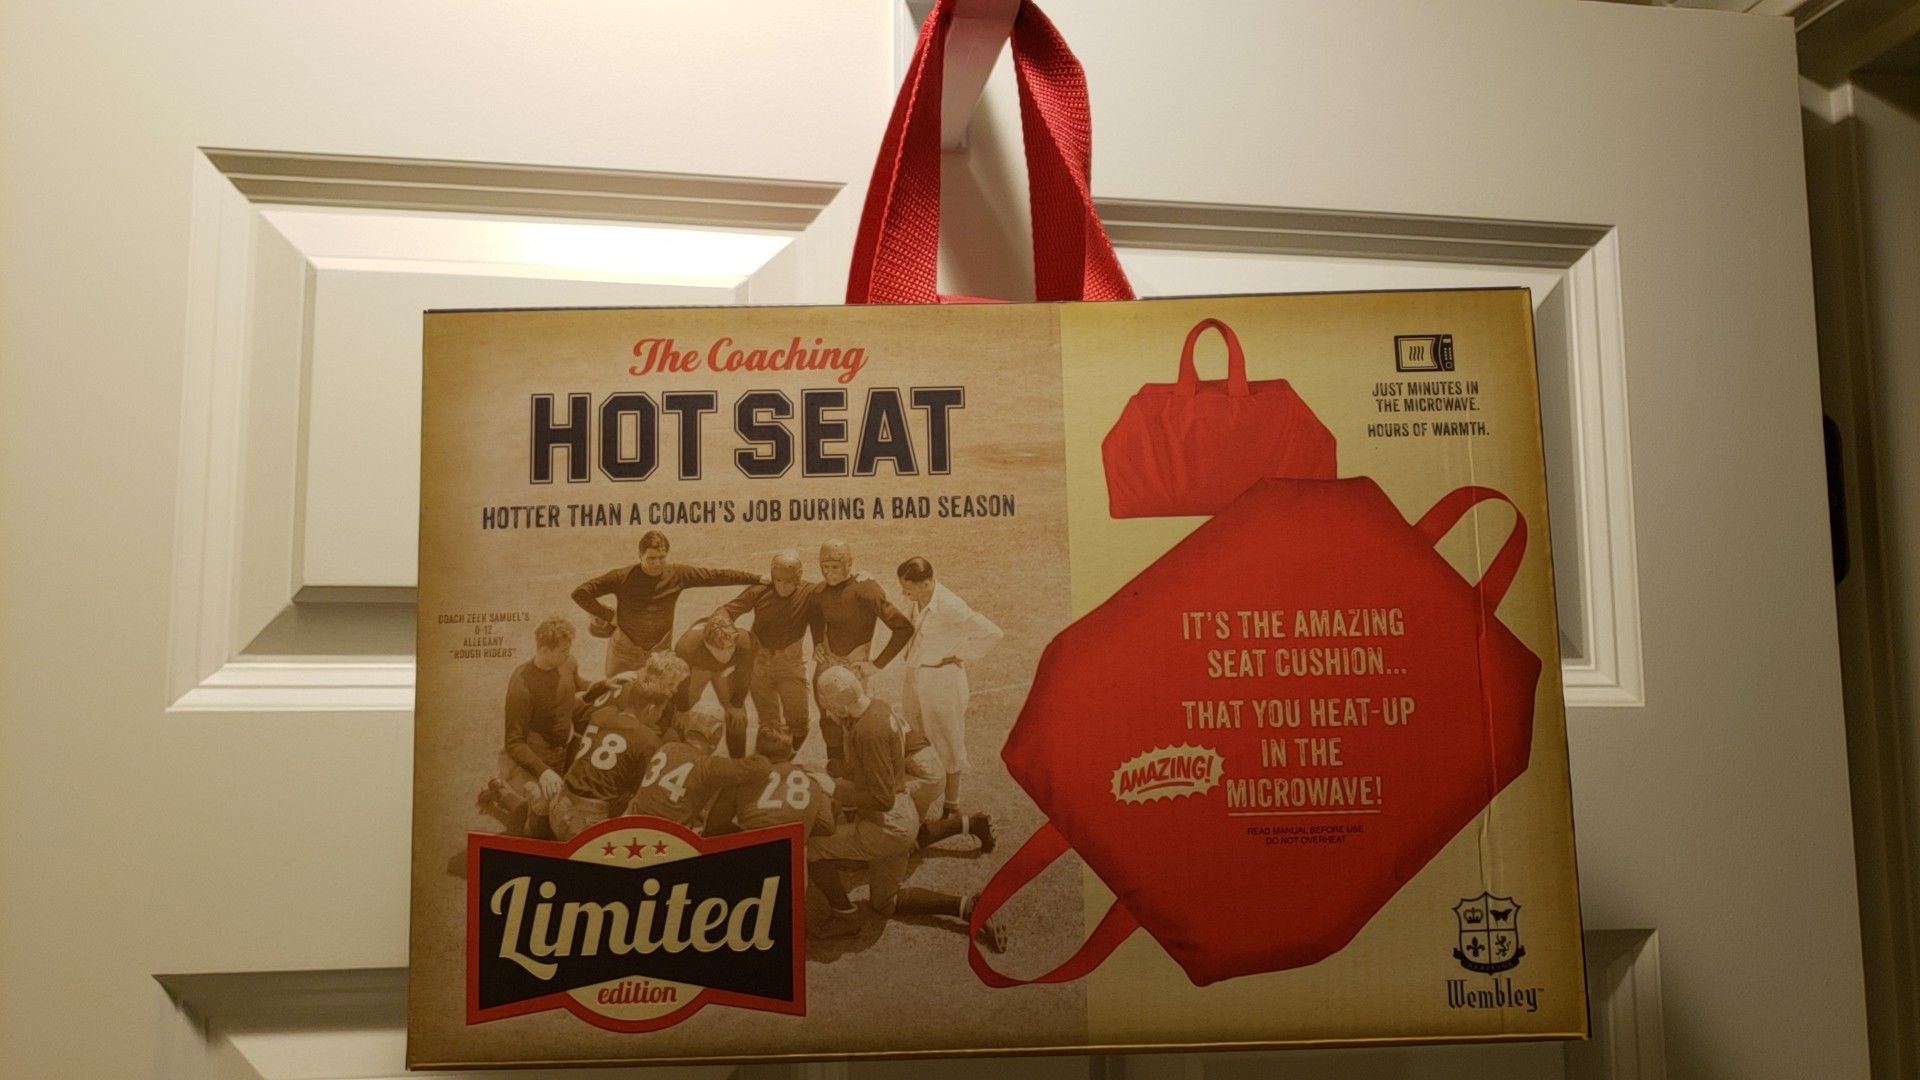 The Coaching
HOT SEAT
HOTTER THAN A COACH'S JOB DURING A BAD SEASON
COACH ZEEK SAMUEL'S
0-12
ALLEGANY
"ROUGH RIDERS"
58
34
28
Limited
edition
JUST MINUTES IN
THE MICROWAVE.
HOURS OF WARMTH.
IT'S THE AMAZING
SEAT CUSHION...
THAT YOU HEAT-UP
IN THE
AMAZING!
MICROWAVE!
READ MANUAL BEFORE USE
DO NOT OVERHEAT
Wembley™